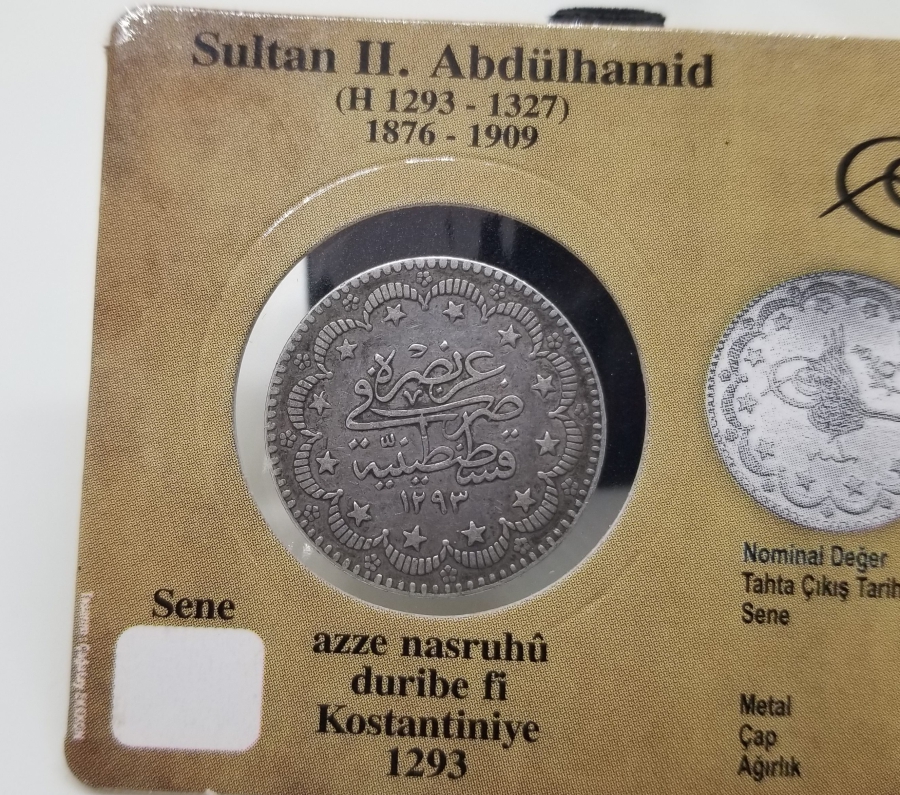 Sultan II. Abdülhamid
(H 1293 - 1327)
1876 - 1909
عز نصره
ضرب في
قسطنطينية
١٢٩٣
Nominal Değer
Tahta Çıkış Tarih
Sene
Metal
Çap
Ağırlık
Sene
azze nasruhû
duribe fi
Kostantiniye
1293